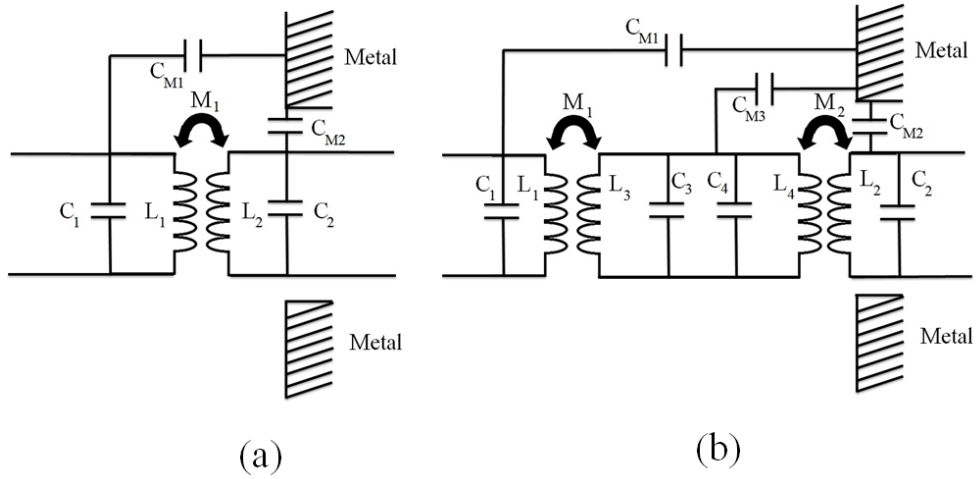 Metal
C_M1
M_1
C_M2
C_1
L_1
L_2
C_2
Metal
(a)
C_M1
Metal
C_M3
M_1
M_2
C_M2
C_1
L_1
L_3
C_3
C_4
L_4
L_2
C_2
Metal
(b)